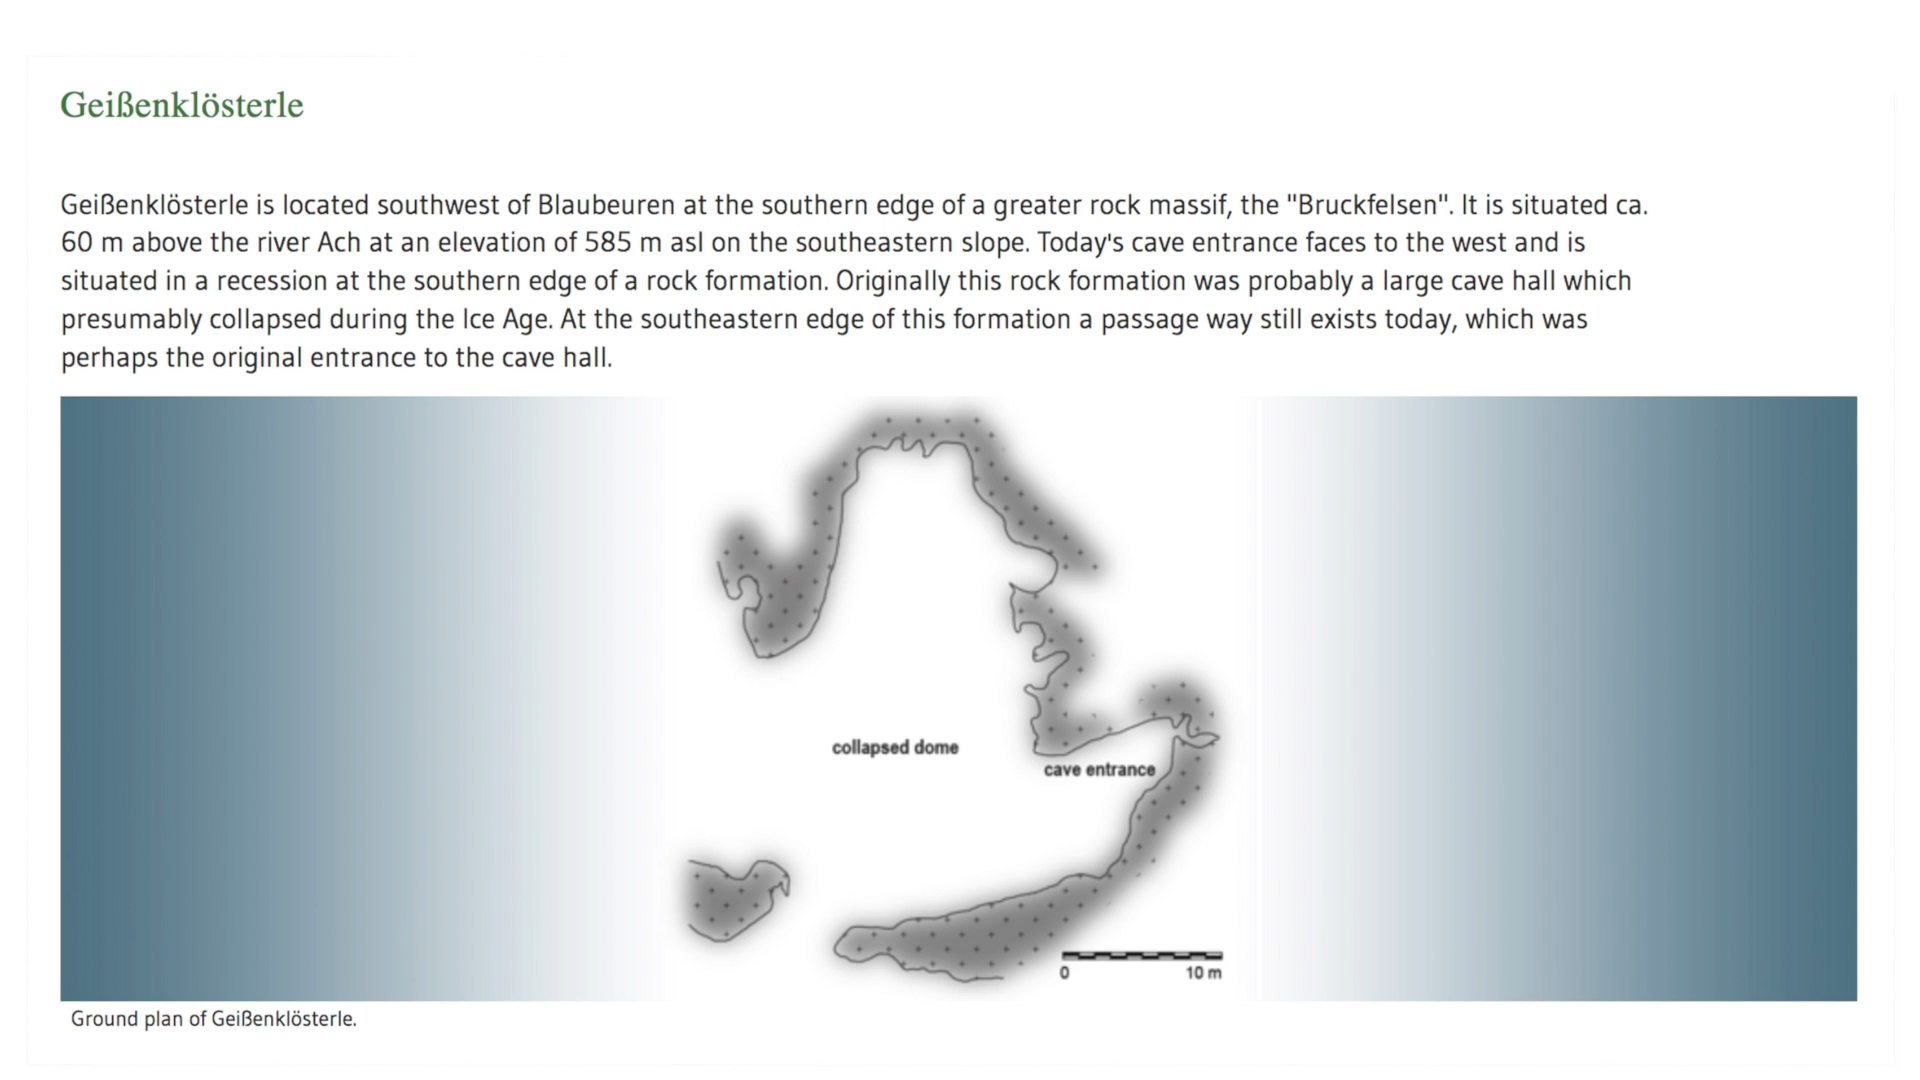 Geißenklösterle
Geißenklösterle is located southwest of Blaubeuren at the southern edge of a greater rock massif, the "Bruckfelsen". It is situated ca.
60 m above the river Ach at an elevation of 585 m asl on the southeastern slope. Today's cave entrance faces to the west and is
situated in a recession at the southern edge of a rock formation. Originally this rock formation was probably a large cave hall which
presumably collapsed during the Ice Age. At the southeastern edge of this formation a passage way still exists today, which was
perhaps the original entrance to the cave hall.
collapsed dome
cave entrance
0 10 m
Ground plan of Geißenklösterle.